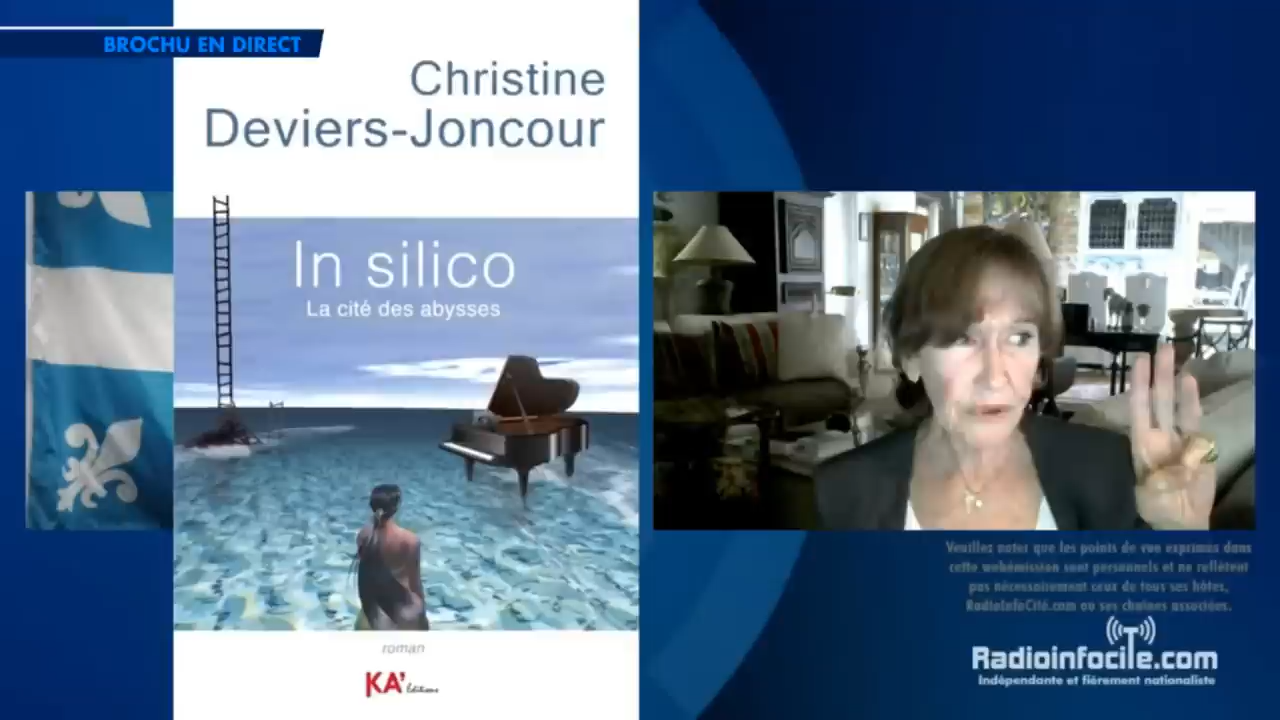 BROCHU EN DIRECT
Christine
Deviers-Joncour
In silico
La cité des abysses
roman
KA' Éditions
Veuillez noter que les points de vue exprimés dans
cette webémission sont personnels et ne reflètent
pas nécessairement ceux de tous ses hôtes,
RadioInfoCité.com ou ses chaînes associées.
Radioinfocite.com
Indépendante et fièrement nationaliste